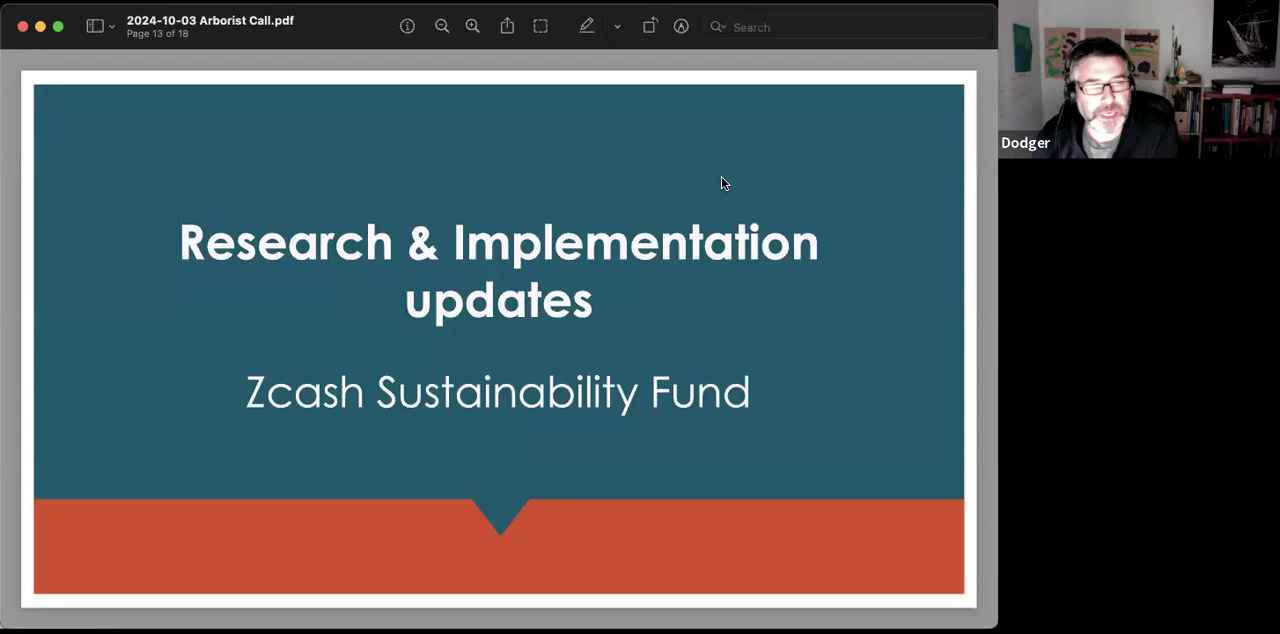 2024-10-03 Arborist Call.pdf
Page 13 of 18
Search
Research & Implementation
updates
Zcash Sustainability Fund
Dodger